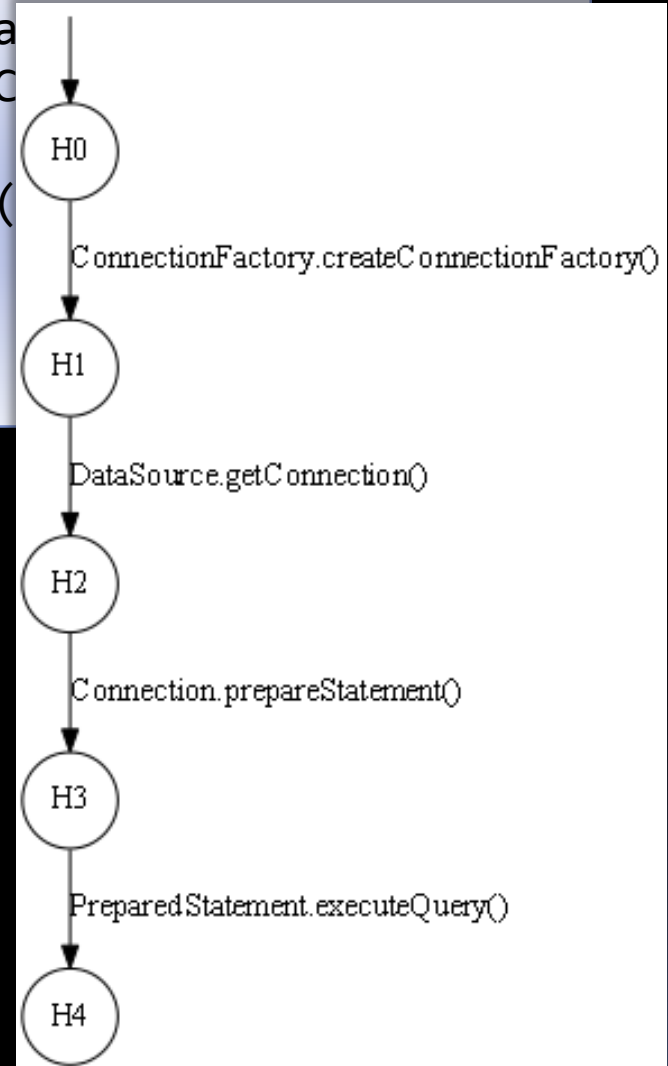 a
C
H0
(
ConnectionFactory.createConnectionFactory()
H1
DataSource.getConnection()
H2
Connection.prepareStatement()
H3
PreparedStatement.executeQuery()
H4